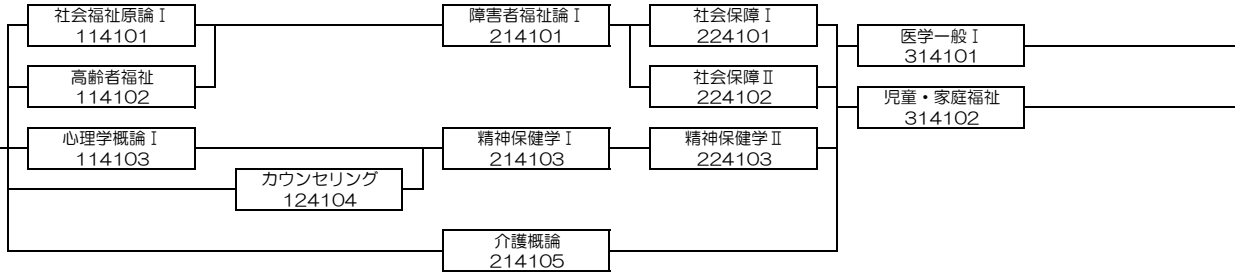 社会福祉原論Ⅰ
114101
障害者福祉論Ⅰ
214101
社会保障Ⅰ
224101
医学一般Ⅰ
314101
高齢者福祉
114102
社会保障Ⅱ
224102
児童・家庭福祉
314102
心理学概論Ⅰ
114103
精神保健学Ⅰ
214103
精神保健学Ⅱ
224103
カウンセリング
124104
介護概論
214105